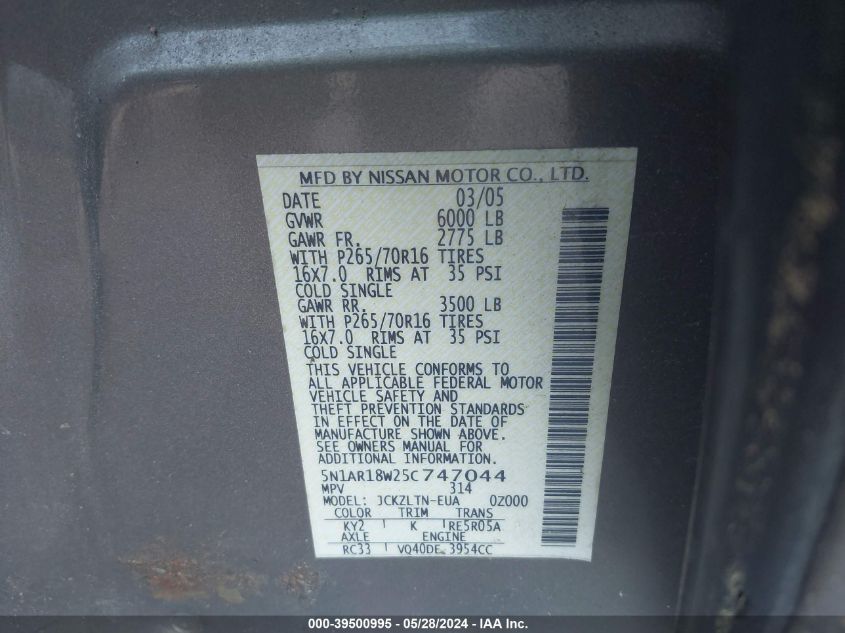 MFD BY NISSAN MOTOR CO., LTD.
DATE 03/05
GVWR 6000 LB
GAWR FR. 2775 LB
WITH P265/70R16 TIRES
16X7.0 RIMS AT 35 PSI
COLD SINGLE
GAWR RR. 3500 LB
WITH P265/70R16 TIRES
16X7.0 RIMS AT 35 PSI
COLD SINGLE
THIS VEHICLE CONFORMS TO
ALL APPLICABLE FEDERAL MOTOR
VEHICLE SAFETY AND
THEFT PREVENTION STANDARDS
IN EFFECT ON THE DATE OF
MANUFACTURE SHOWN ABOVE.
SEE OWNERS MANUAL FOR
ADDITIONAL INFORMATION.
5N1AR18W25C747044
MPV 314
MODEL: JCKZLTN-EUA 0Z000
COLOR TRIM TRANS
KY2 K RE5R05A
AXLE ENGINE
RC33 VQ40DE 3954CC
000-39500995 - 05/28/2024 - IAA Inc.